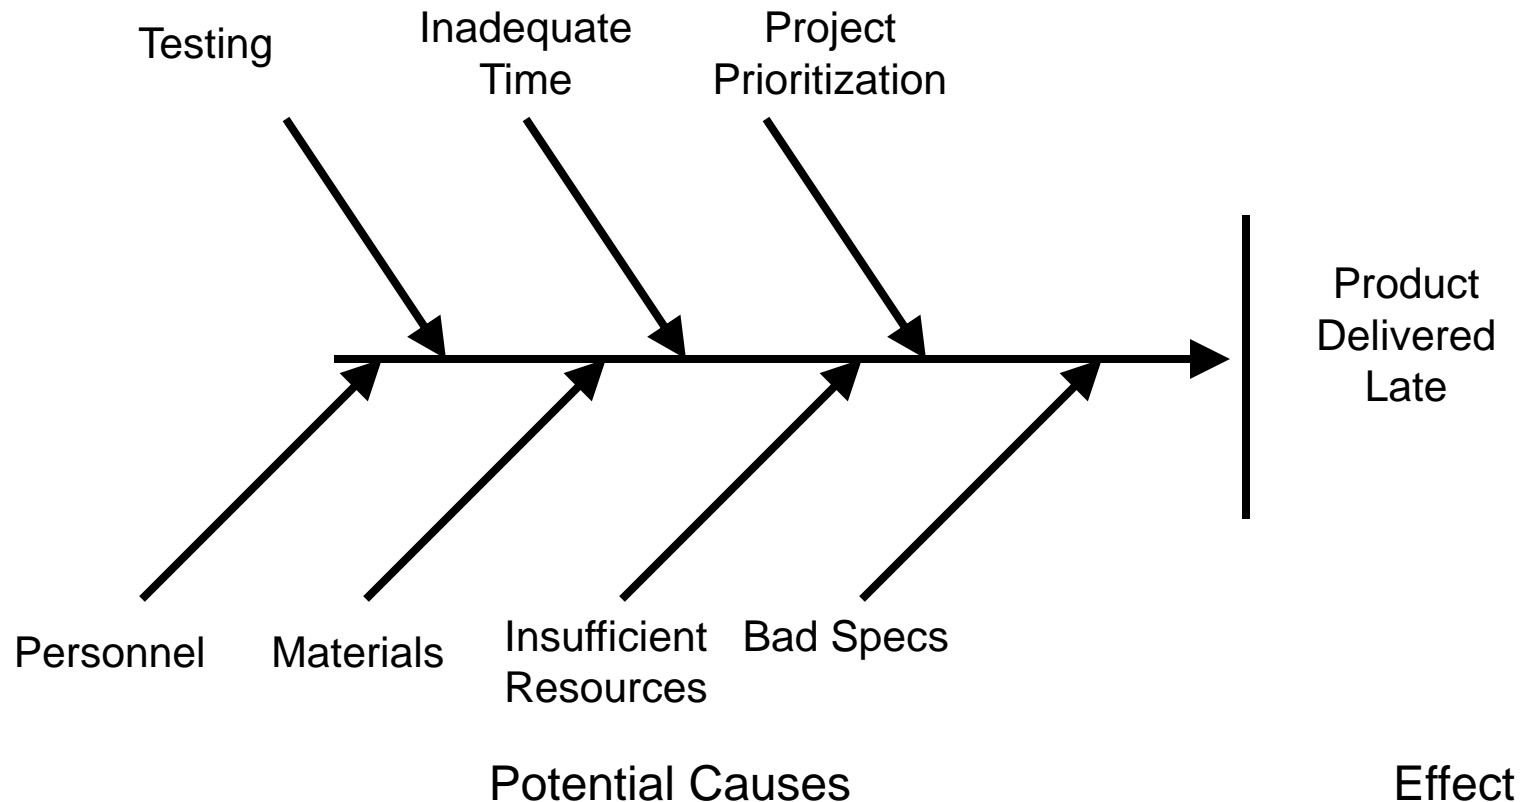 Testing
Inadequate
Time
Project
Prioritization
Product
Delivered
Late
Personnel
Materials
Insufficient
Resources
Bad Specs
Potential Causes
Effect